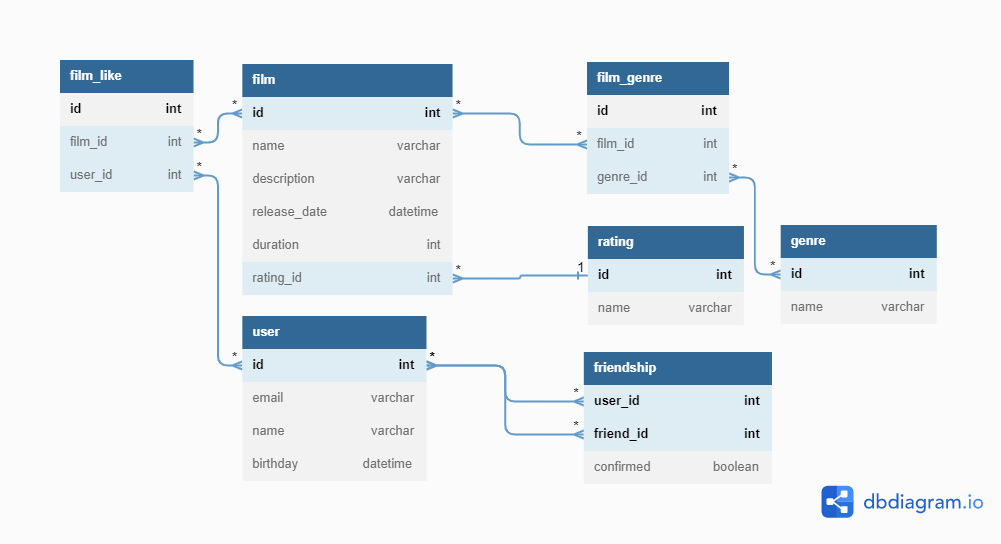 film_like
id int
film_id int
user_id int
film
id int
name varchar
description varchar
release_date datetime
duration int
rating_id int
film_genre
id int
film_id int
genre_id int
rating
id int
name varchar
genre
id int
name varchar
user
id int
email varchar
name varchar
birthday datetime
friendship
user_id int
friend_id int
confirmed boolean
* *
* *
* *
* *
* 1
* *
*
*
dbdiagram.io